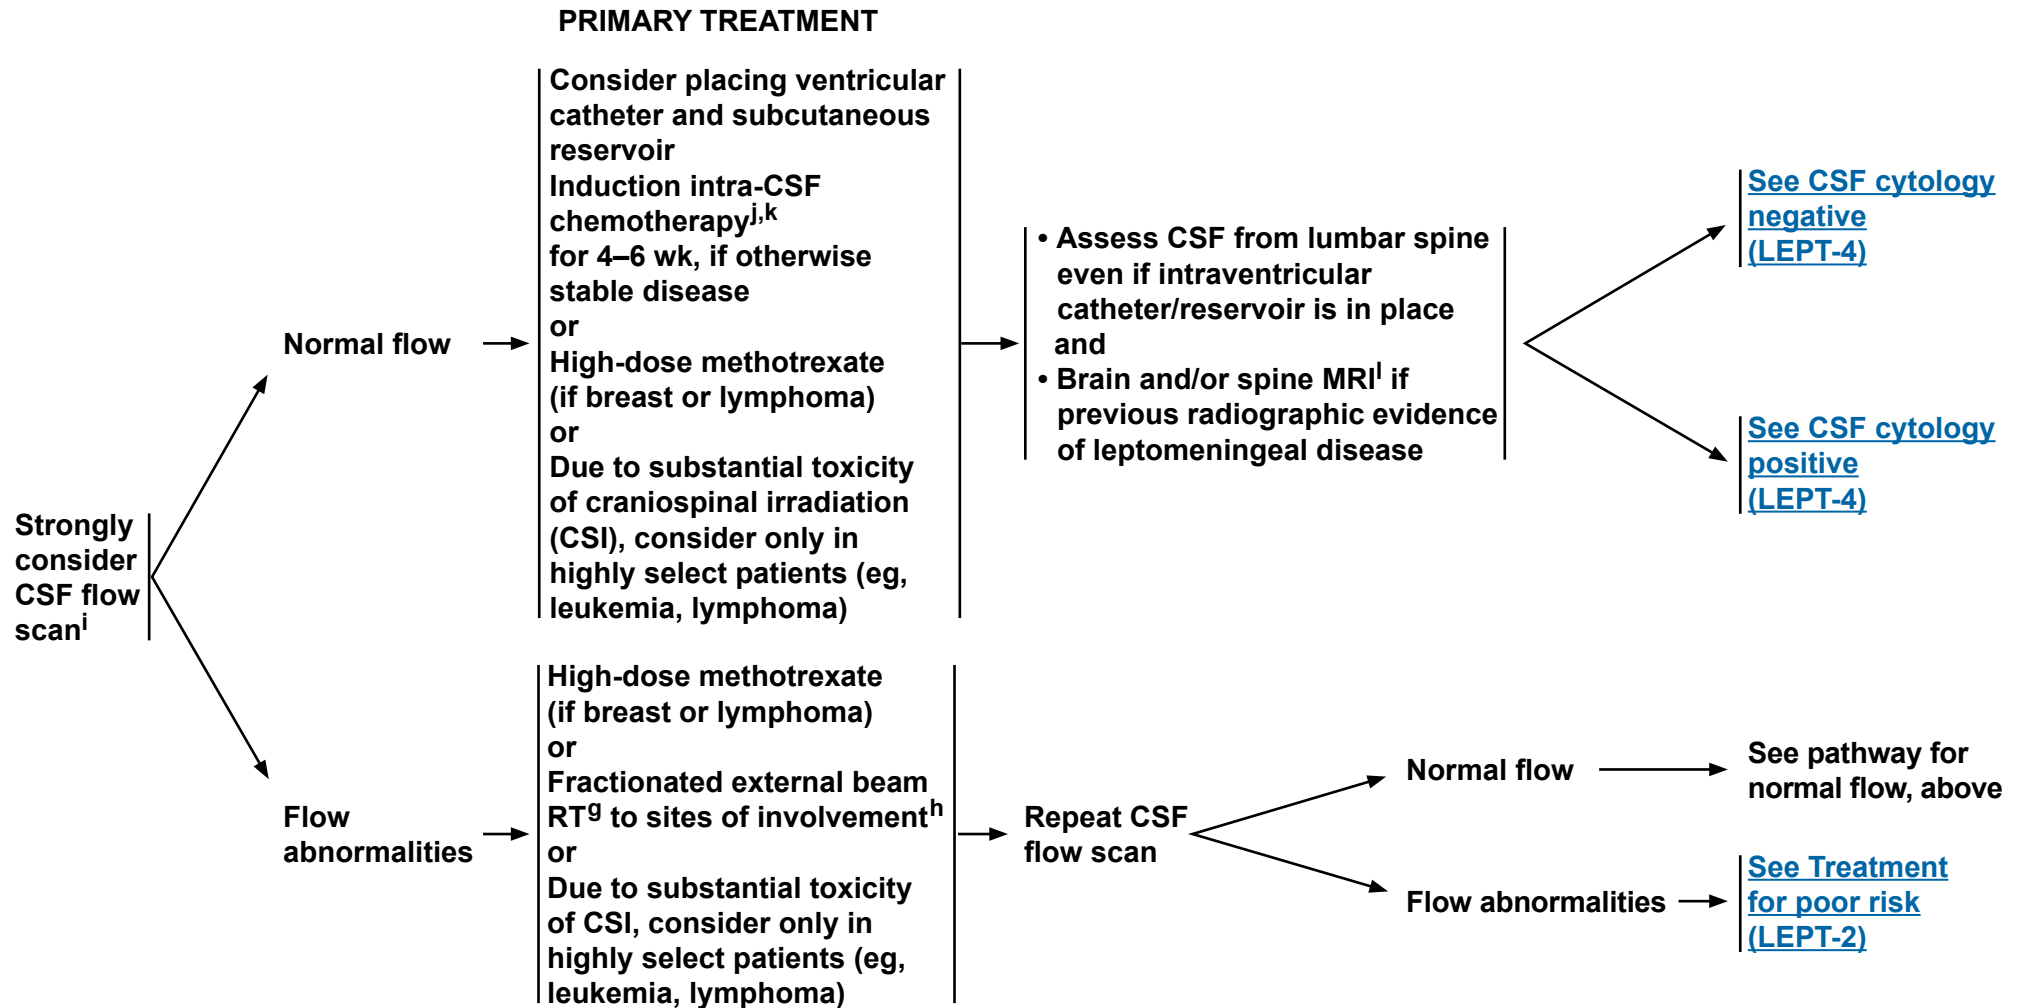 PRIMARY TREATMENT
Strongly
consider
CSF flow
scanⁱ
Normal flow
Consider placing ventricular
catheter and subcutaneous
reservoir
Induction intra-CSF
chemotherapyʲ,ᵏ
for 4–6 wk, if otherwise
stable disease
or
High-dose methotrexate
(if breast or lymphoma)
or
Due to substantial toxicity
of craniospinal irradiation
(CSI), consider only in
highly select patients (eg,
leukemia, lymphoma)
• Assess CSF from lumbar spine
even if intraventricular
catheter/reservoir is in place
and
• Brain and/or spine MRIˡ if
previous radiographic evidence
of leptomeningeal disease
See CSF cytology
negative
(LEPT-4)
See CSF cytology
positive
(LEPT-4)
Flow
abnormalities
High-dose methotrexate
(if breast or lymphoma)
or
Fractionated external beam
RTᵍ to sites of involvementʰ
or
Due to substantial toxicity
of CSI, consider only in
highly select patients (eg,
leukemia, lymphoma)
Repeat CSF
flow scan
Normal flow
See pathway for
normal flow, above
Flow abnormalities
See Treatment
for poor risk
(LEPT-2)